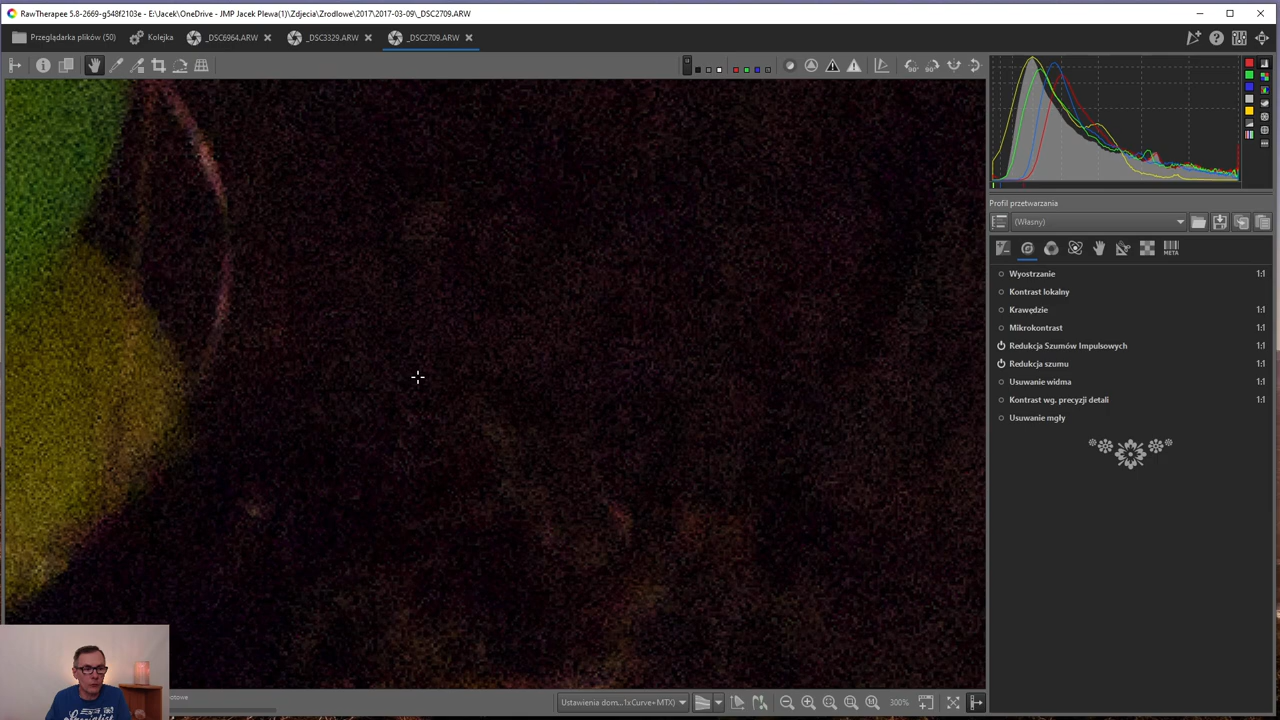 RawTherapee 5.8-2669-g548f2103e - E:\Jacek\OneDrive - JMP Jacek Plewa(1)\Zdjecia\Zrodlowe\2017\2017-03-09\_DSC2709.ARW
Przeglądarka plików (50) Kolejka _DSC6964.ARW _DSC3329.ARW _DSC2709.ARW
Profil przetwarzania
(Własny)
META
Wyostrzanie 1:1
Kontrast lokalny
Krawędzie 1:1
Mikrokontrast 1:1
Redukcja Szumów Impulsowych 1:1
Redukcja szumu 1:1
Usuwanie widma 1:1
Kontrast wg. precyzji detali 1:1
Usuwanie mgły
otowe Ustawienia dom...1xCurve+MTX) 300%